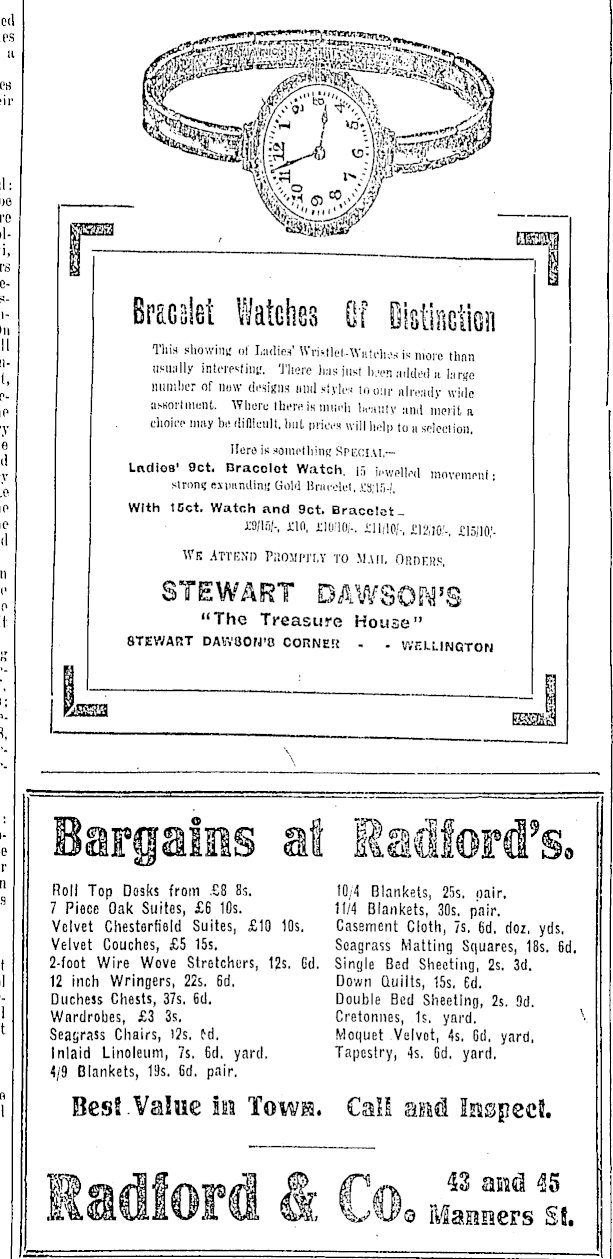 Bracelet Watches Of Distinction
This showing of Ladies' Wristlet-Watches is more than
usually interesting. There has just been added a large
number of new designs and styles to our already wide
assortment. Where there is much beauty and merit a
choice may be difficult, but prices will help to a selection.
Here is something SPECIAL—
Ladies' 9ct. Bracelet Watch, 15 jewelled movement;
strong expanding Gold Bracelet, £8/15/-.
With 15ct. Watch and 9ct. Bracelet—
£9/15/-, £10, £10/10/-, £11/10/-, £12/10/-, £15/10/-
WE ATTEND PROMPTLY TO MAIL ORDERS.
STEWART DAWSON'S
"The Treasure House"
STEWART DAWSON'S CORNER - - WELLINGTON
Bargains at Radford's.
Roll Top Desks from £8 8s.
7 Piece Oak Suites, £6 10s.
Velvet Chesterfield Suites, £10 10s.
Velvet Couches, £5 15s.
2-foot Wire Wove Stretchers, 12s. 6d.
12 inch Wringers, 22s. 6d.
Duchess Chests, 37s. 6d.
Wardrobes, £3 3s.
Seagrass Chairs, 12s. 6d.
Inlaid Linoleum, 7s. 6d. yard.
4/9 Blankets, 19s. 6d. pair.
10/4 Blankets, 25s. pair.
11/4 Blankets, 30s. pair.
Casement Cloth, 7s. 6d. doz. yds.
Seagrass Matting Squares, 18s. 6d.
Single Bed Sheeting, 2s. 3d.
Down Quilts, 15s. 6d.
Double Bed Sheeting, 2s. 9d.
Cretonnes, 1s. yard.
Moquet Velvet, 4s. 6d. yard.
Tapestry, 4s. 6d. yard.
Best Value in Town. Call and Inspect.
Radford & Co. 43 and 45
Manners St.